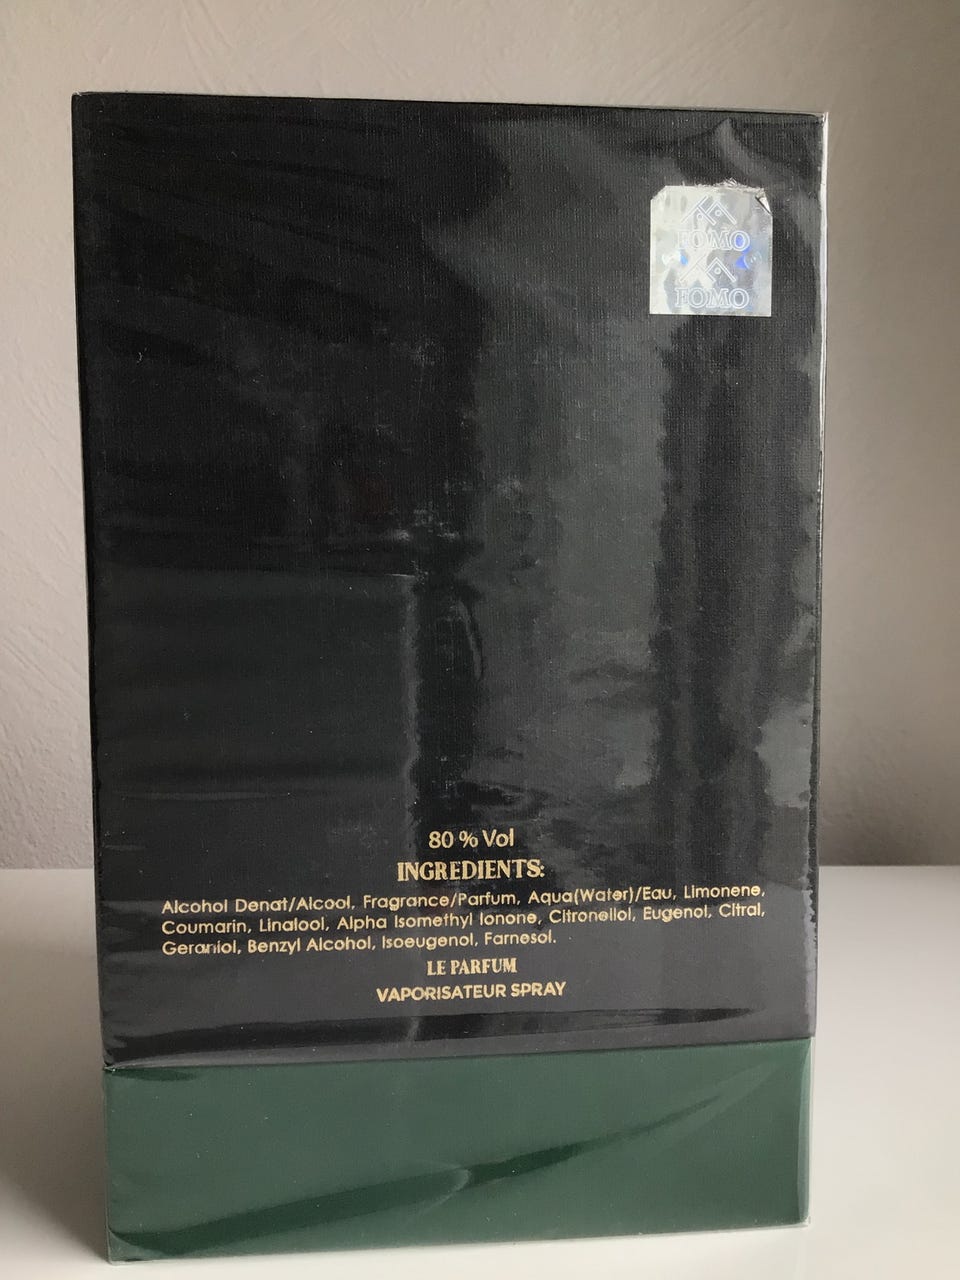 FOMO
FOMO
80 % Vol
INGREDIENTS:
Alcohol Denat/Alcool, Fragrance/Parfum, Aqua(Water)/Eau, Limonene,
Coumarin, Linalool, Alpha Isomethyl Ionone, Citronellol, Eugenol, Citral,
Geraniol, Benzyl Alcohol, Isoeugenol, Farnesol.
LE PARFUM
VAPORISATEUR SPRAY